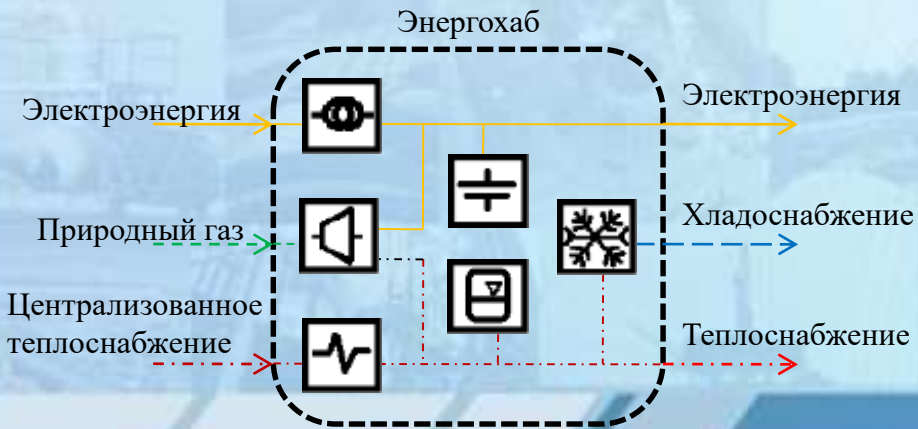 Энергохаб
Электроэнергия
Электроэнергия
Природный газ
Хладоснабжение
Централизованное
теплоснабжение
Теплоснабжение